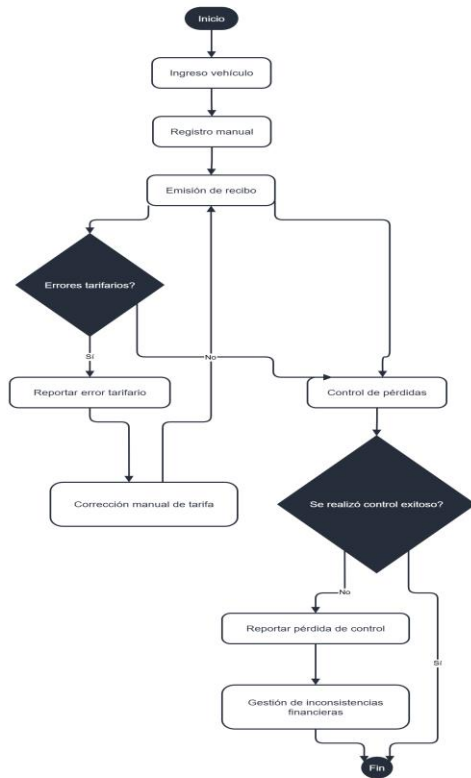 Inicio
Ingreso vehículo
Registro manual
Emisión de recibo
Errores tarifarios?
Sí
No
Reportar error tarifario
Control de pérdidas
Corrección manual de tarifa
Se realizó control exitoso?
No
Reportar pérdida de control
Sí
Gestión de inconsistencias
financieras
Fin